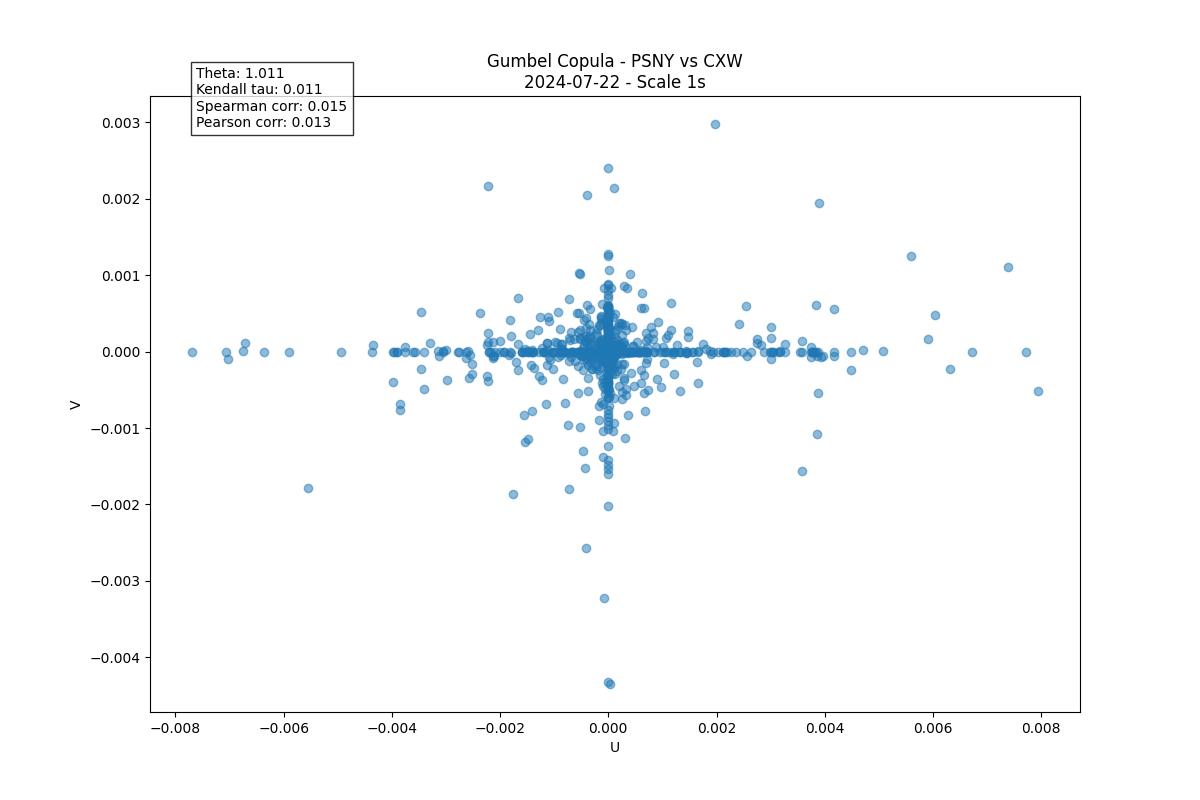 Gumbel Copula - PSNY vs CXW
2024-07-22 - Scale 1s
Theta: 1.011
Kendall tau: 0.011
Spearman corr: 0.015
Pearson corr: 0.013
0.003
0.002
0.001
0.000
−0.001
−0.002
−0.003
−0.004
V
−0.008 −0.006 −0.004 −0.002 0.000 0.002 0.004 0.006 0.008
U